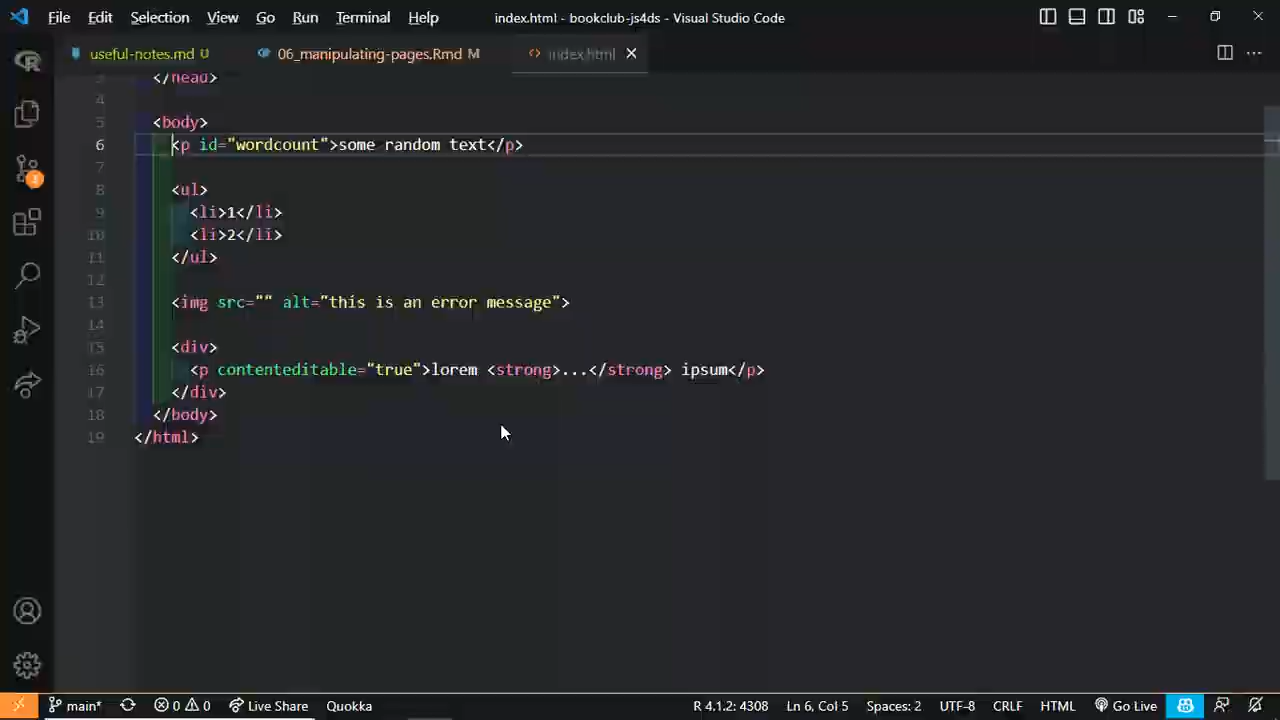 File Edit Selection View Go Run Terminal Help index.html - bookclub-js4ds - Visual Studio Code
useful-notes.md U 06_manipulating-pages.Rmd M <> index.html
3 </head>
4
5 <body>
6 <p id="wordcount">some random text</p>
7
8 <ul>
9 <li>1</li>
10 <li>2</li>
11 </ul>
12
13 <img src="" alt="this is an error message">
14
15 <div>
16 <p contenteditable="true">lorem <strong>...</strong> ipsum</p>
17 </div>
18 </body>
19 </html>
1
main* 0 0 Live Share Quokka R 4.1.2: 4308 Ln 6, Col 5 Spaces: 2 UTF-8 CRLF HTML Go Live